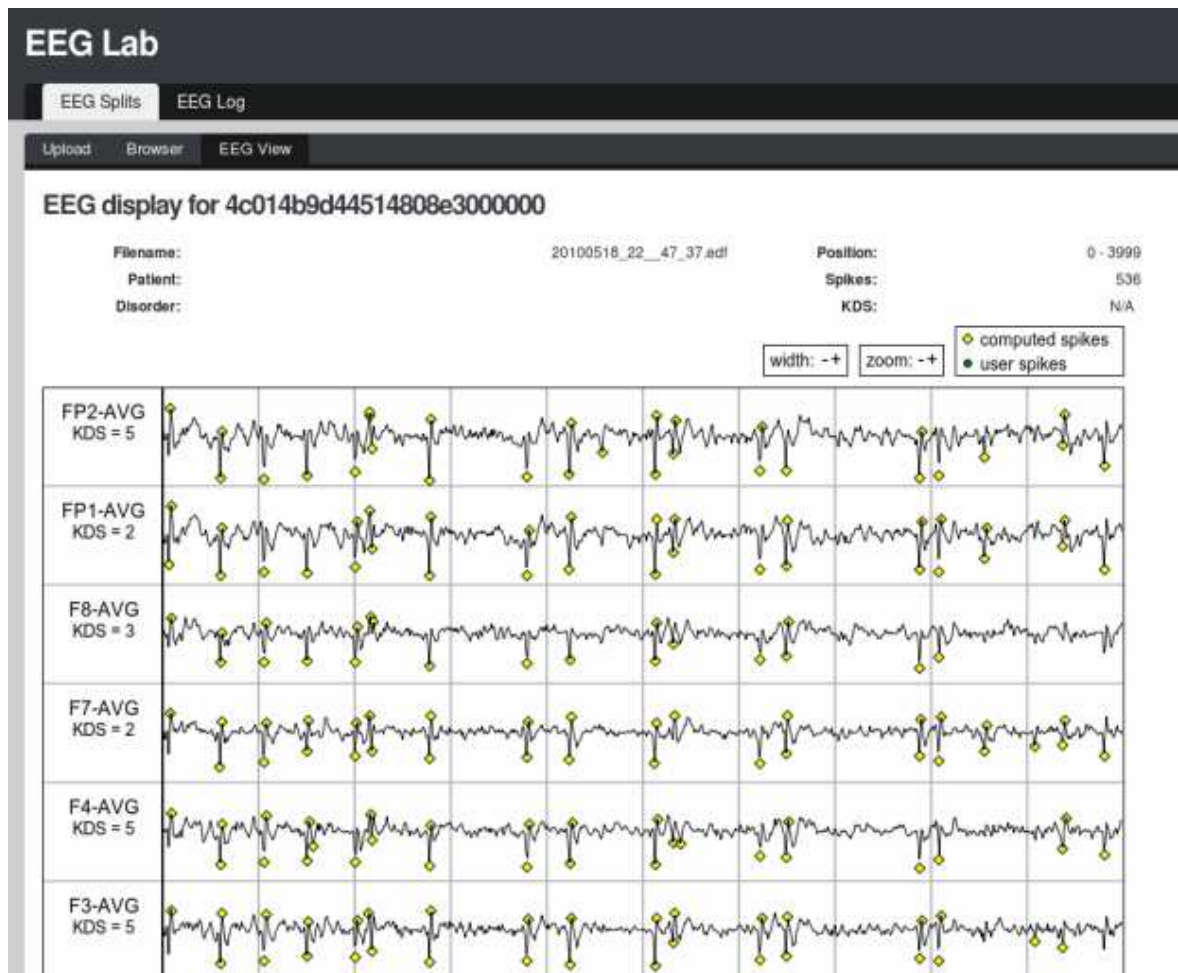 EEG Lab
EEG Splits EEG Log
Upload Browser EEG View
EEG display for 4c014b9d44514808e3000000
Filename: 20100518_22__47_37.edf Position: 0 - 3999
Patient: Spikes: 536
Disorder: KDS: N/A
width: -+ zoom: -+ computed spikes
user spikes
FP2-AVG
KDS = 5
FP1-AVG
KDS = 2
F8-AVG
KDS = 3
F7-AVG
KDS = 2
F4-AVG
KDS = 5
F3-AVG
KDS = 5